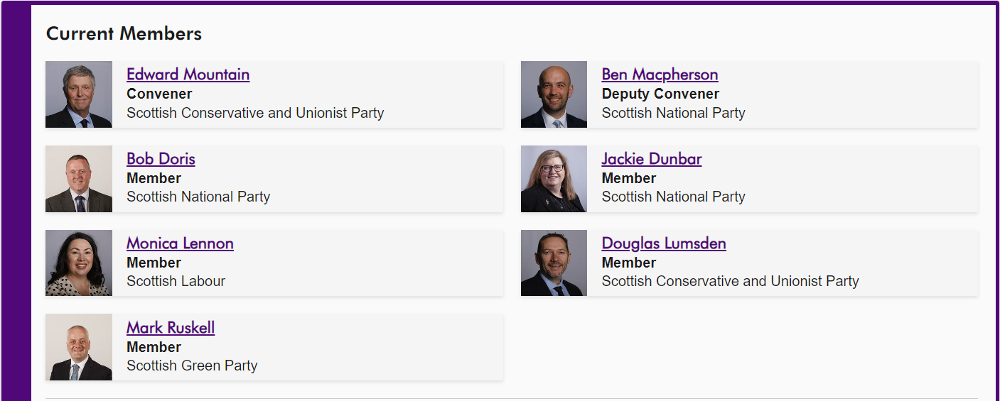 Current Members
Edward Mountain
Convener
Scottish Conservative and Unionist Party
Ben Macpherson
Deputy Convener
Scottish National Party
Bob Doris
Member
Scottish National Party
Jackie Dunbar
Member
Scottish National Party
Monica Lennon
Member
Scottish Labour
Douglas Lumsden
Member
Scottish Conservative and Unionist Party
Mark Ruskell
Member
Scottish Green Party